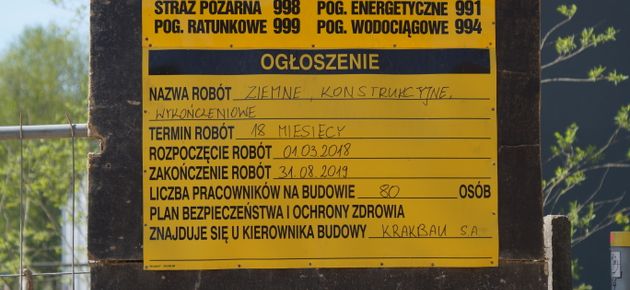 STRAŻ POŻARNA 998
POG. ENERGETYCZNE 991
POG. RATUNKOWE 999
POG. WODOCIĄGOWE 994
OGŁOSZENIE
NAZWA ROBÓT ZIEMNE, KONSTRUKCYJNE,
WYKOŃCZENIOWE
TERMIN ROBÓT 18 MIESIĘCY
ROZPOCZĘCIE ROBÓT 01.03.2018
ZAKOŃCZENIE ROBÓT 31.08.2019
LICZBA PRACOWNIKÓW NA BUDOWIE 80 OSÓB
PLAN BEZPIECZEŃSTWA I OCHRONY ZDROWIA
ZNAJDUJE SIĘ U KIEROWNIKA BUDOWY KRAKBAU S.A